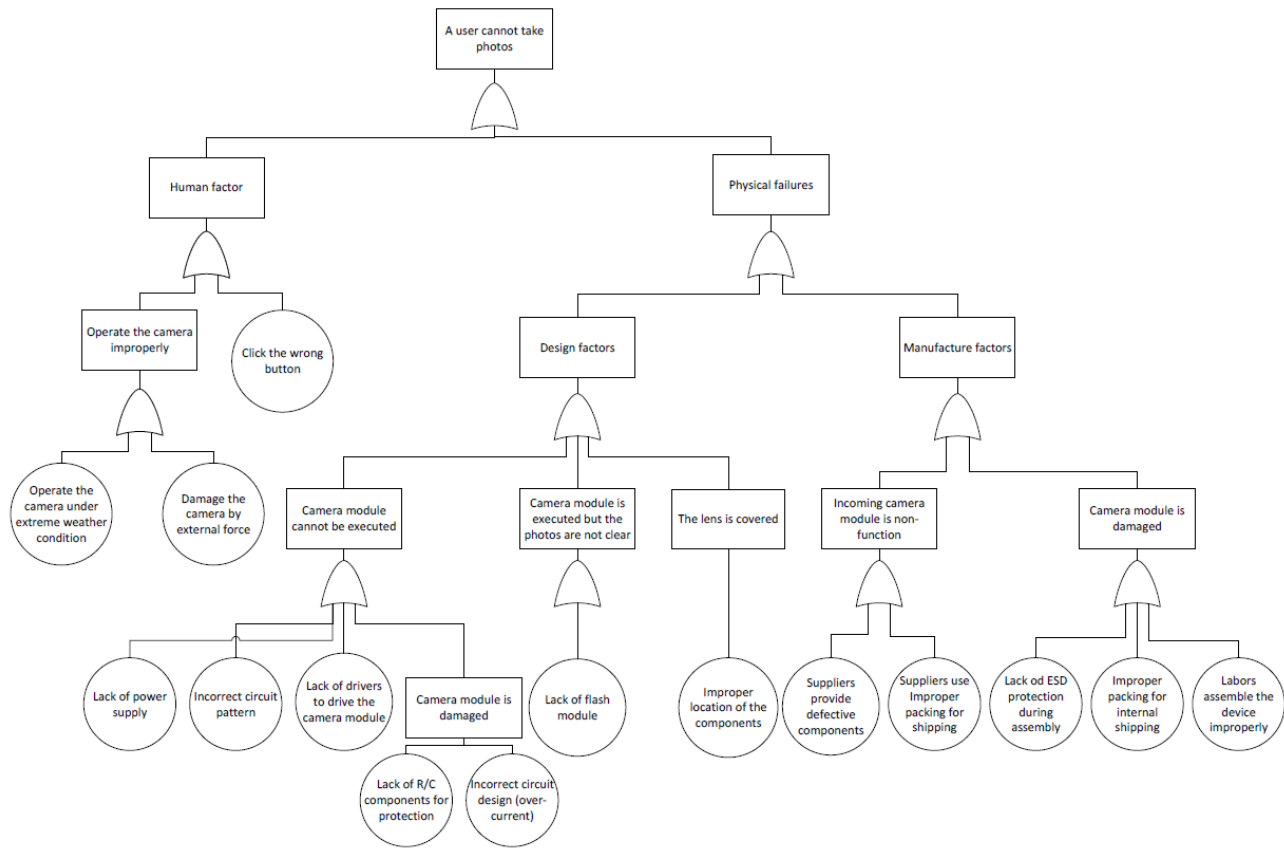 A user cannot take
photos
Human factor
Physical failures
Operate the camera
improperly
Click the wrong
button
Design factors
Manufacture factors
Operate the
camera under
extreme weather
condition
Damage the
camera by
external force
Camera module
cannot be executed
Camera module is
executed but the
photos are not clear
The lens is covered
Incoming camera
module is non-
function
Camera module is
damaged
Lack of power
supply
Incorrect circuit
pattern
Lack of drivers
to drive the
camera module
Camera module is
damaged
Lack of flash
module
Improper
location of the
components
Suppliers
provide
defective
components
Suppliers use
Improper
packing for
shipping
Lack od ESD
protection
during
assembly
Improper
packing for
internal
shipping
Labors
assemble the
device
improperly
Lack of R/C
components for
protection
Incorrect circuit
design (over-
current)